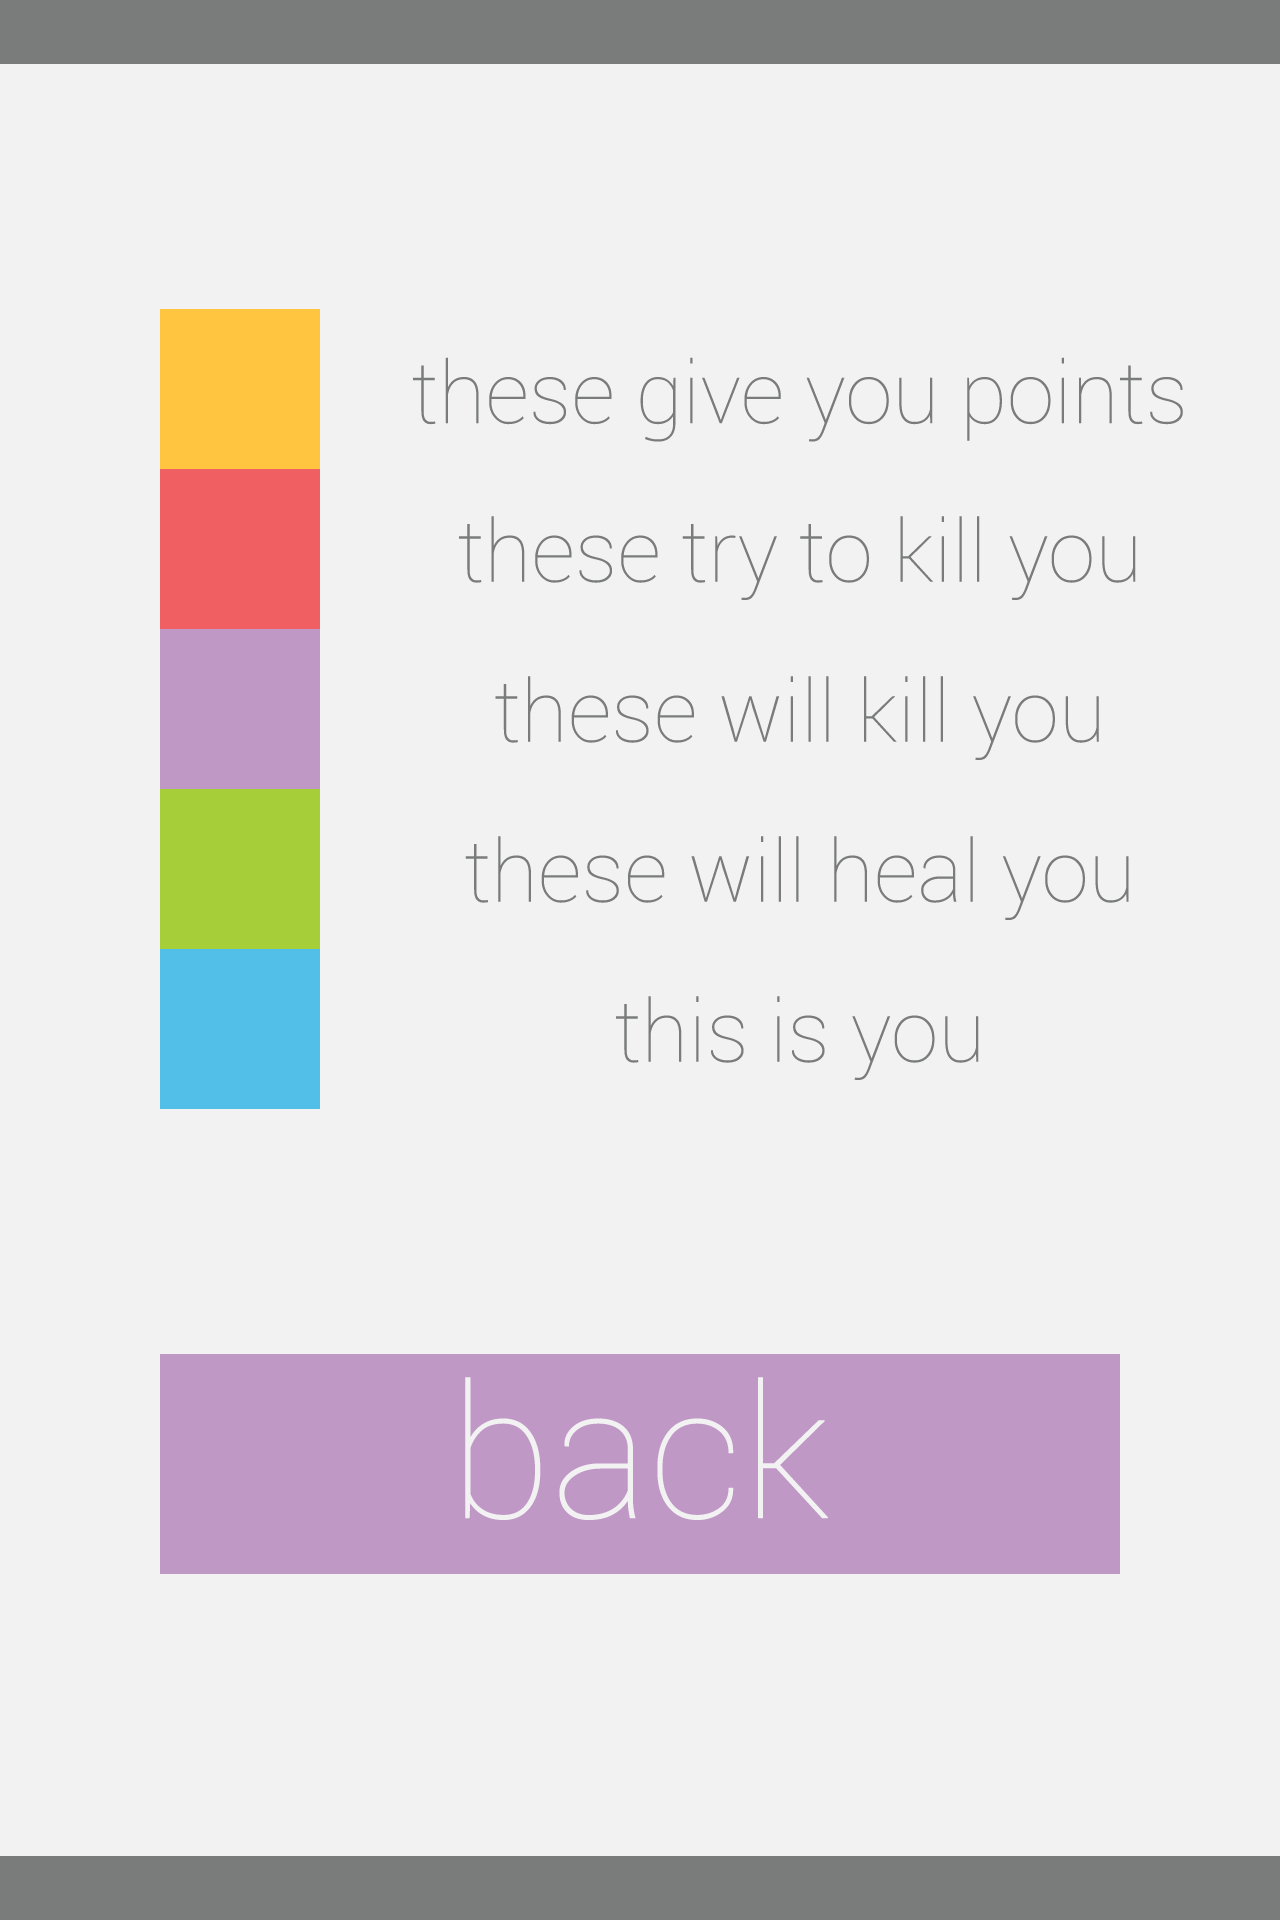 these give you points
these try to kill you
these will kill you
these will heal you
this is you
back